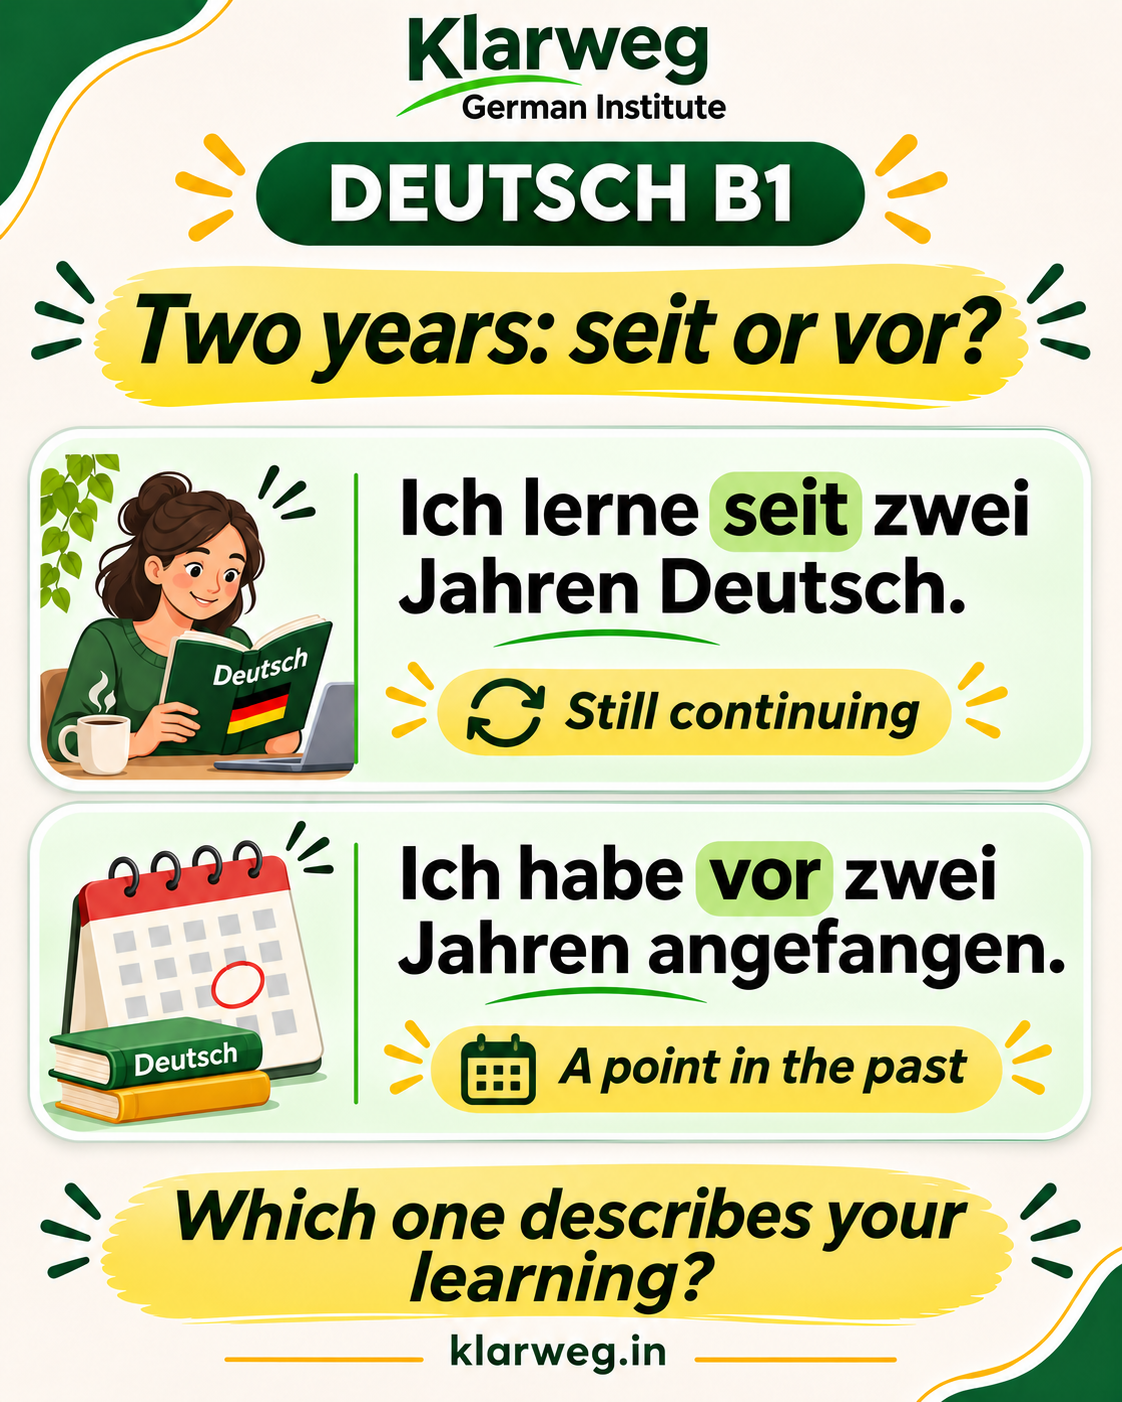 Klarweg
German Institute
DEUTSCH B1
Two years: seit or vor?
Ich lerne seit zwei
Jahren Deutsch.
Deutsch
Still continuing
Ich habe vor zwei
Jahren angefangen.
Deutsch
A point in the past
Which one describes your
learning?
klarweg.in